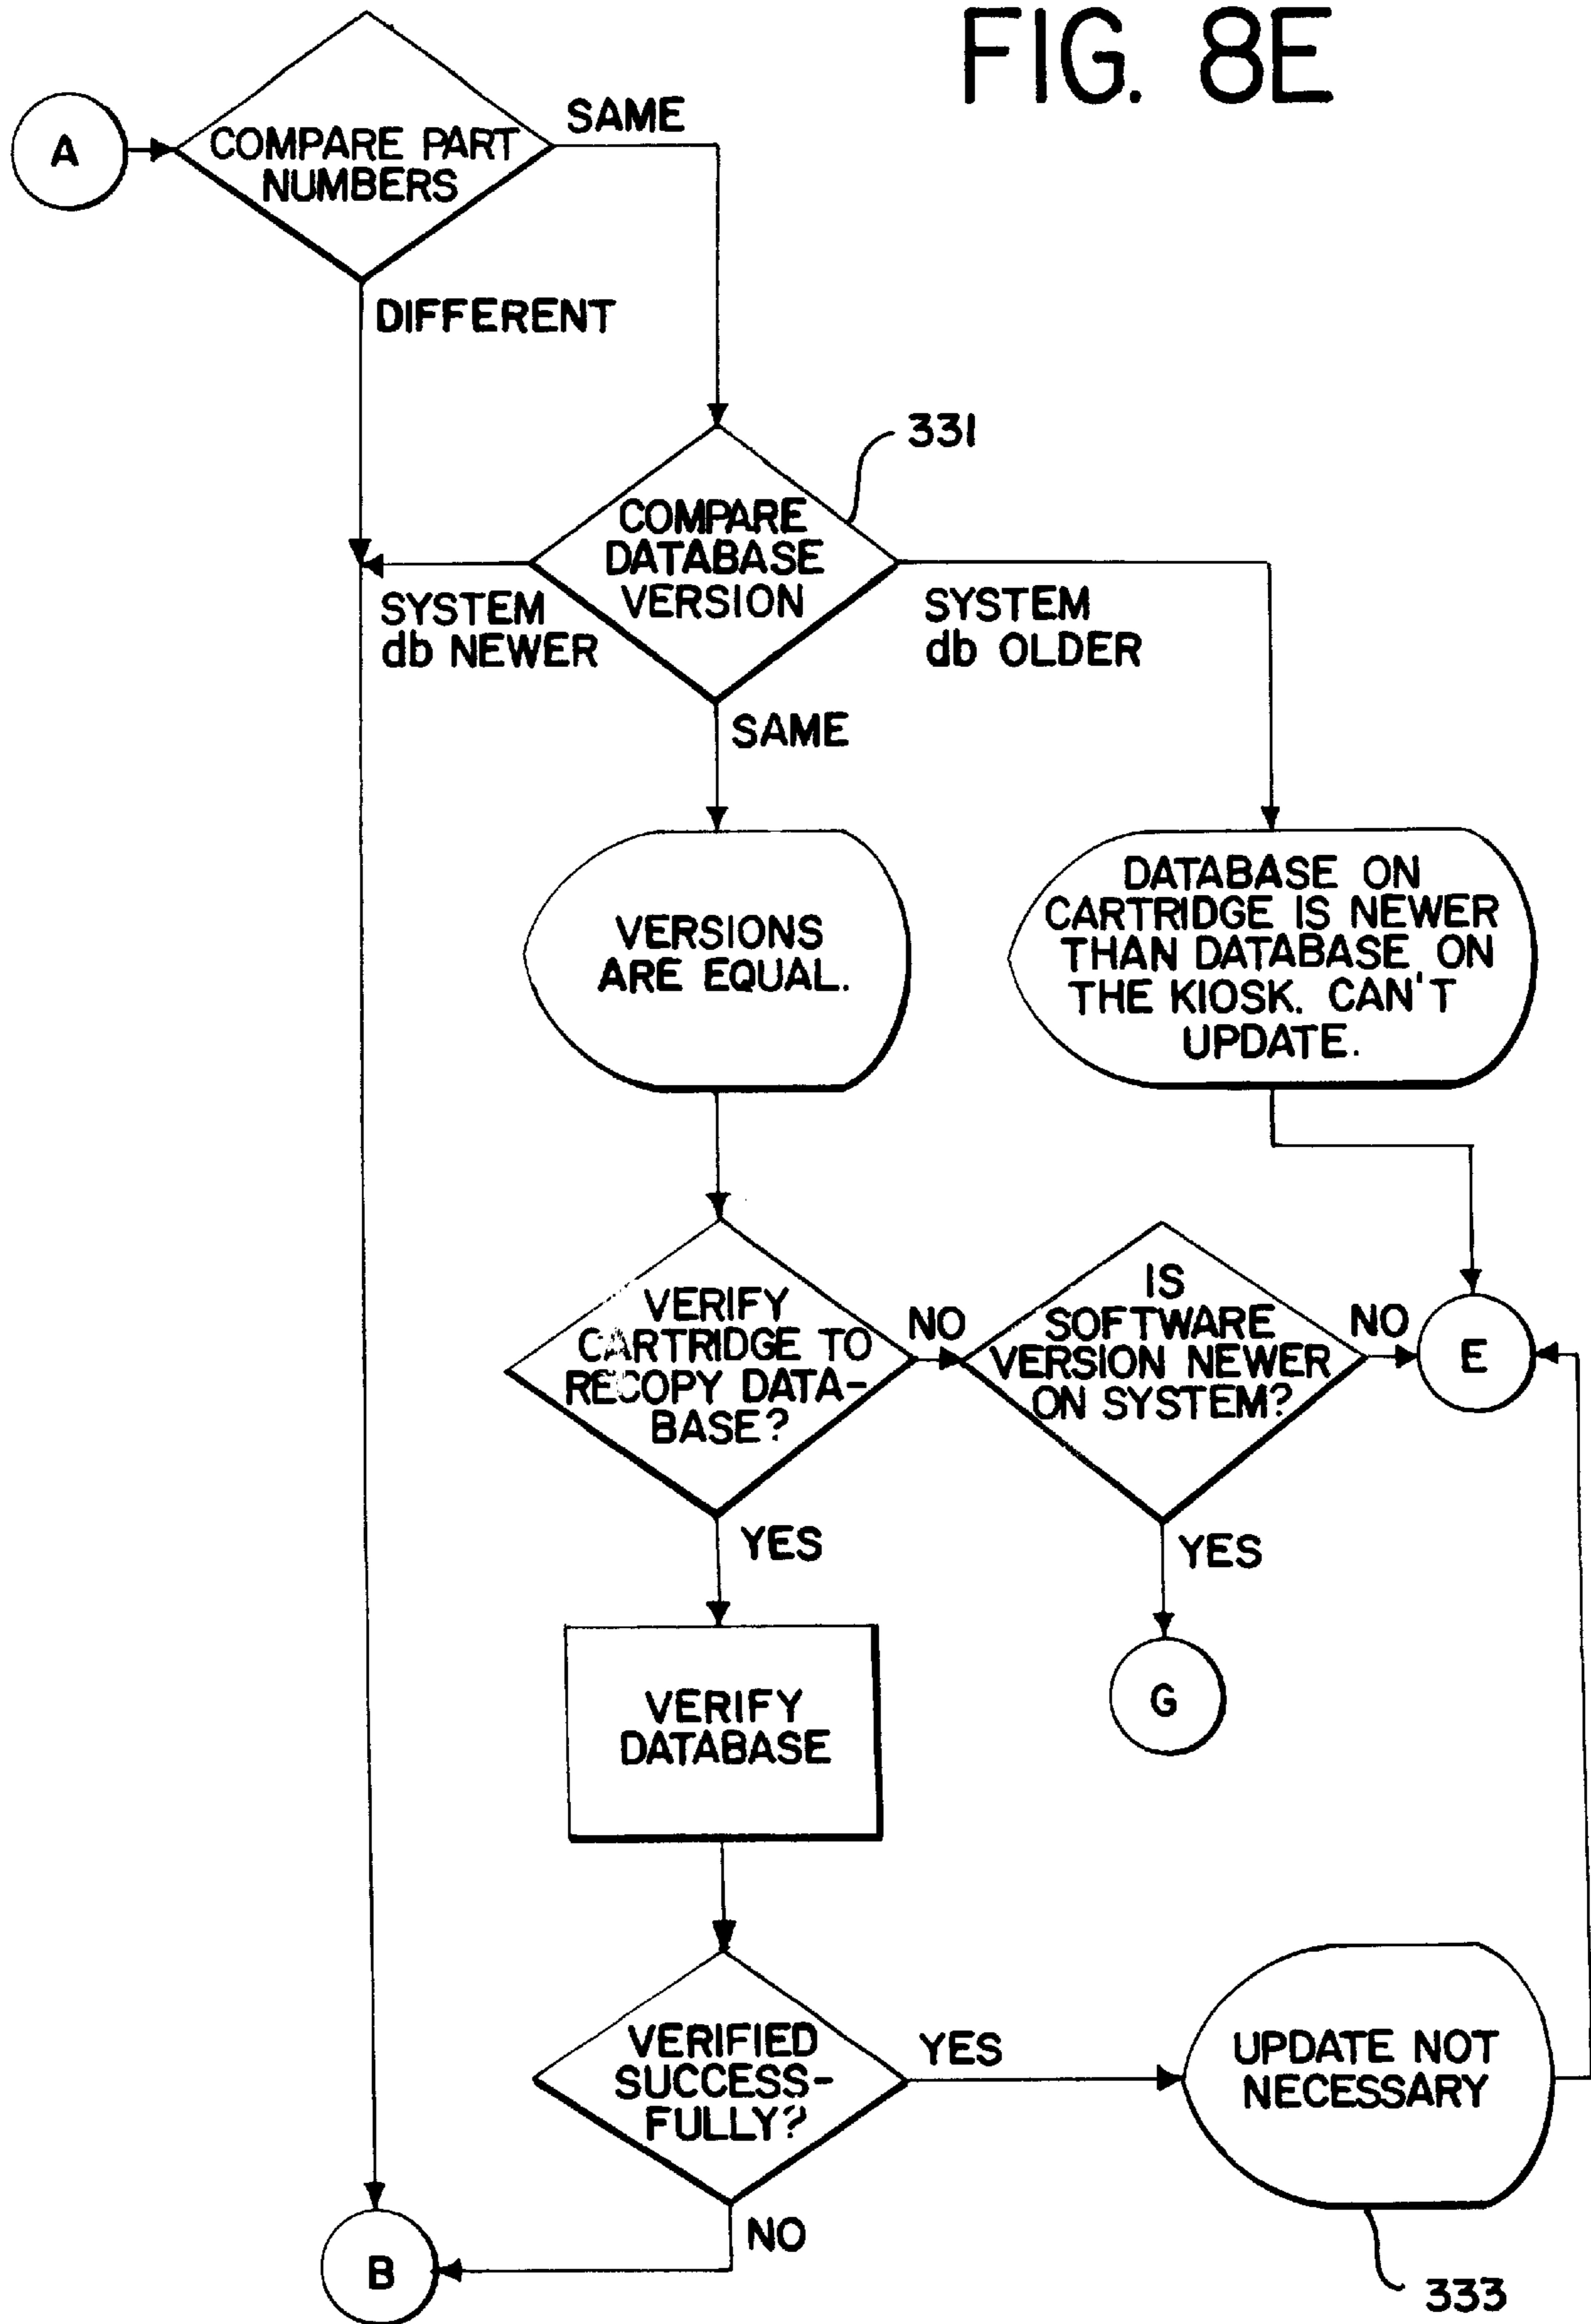 FIG. 8E
A
COMPARE PART
NUMBERS
SAME
DIFFERENT
331
COMPARE
DATABASE
VERSION
SYSTEM
db NEWER
SYSTEM
db OLDER
SAME
VERSIONS
ARE EQUAL.
DATABASE ON
CARTRIDGE IS NEWER
THAN DATABASE ON
THE KIOSK. CAN'T
UPDATE.
VERIFY
CARTRIDGE TO
RECOPY DATA-
BASE?
NO
IS
SOFTWARE
VERSION NEWER
ON SYSTEM?
NO
E
YES
YES
G
VERIFY
DATABASE
VERIFIED
SUCCESS-
FULLY?
YES
UPDATE NOT
NECESSARY
NO
B
333